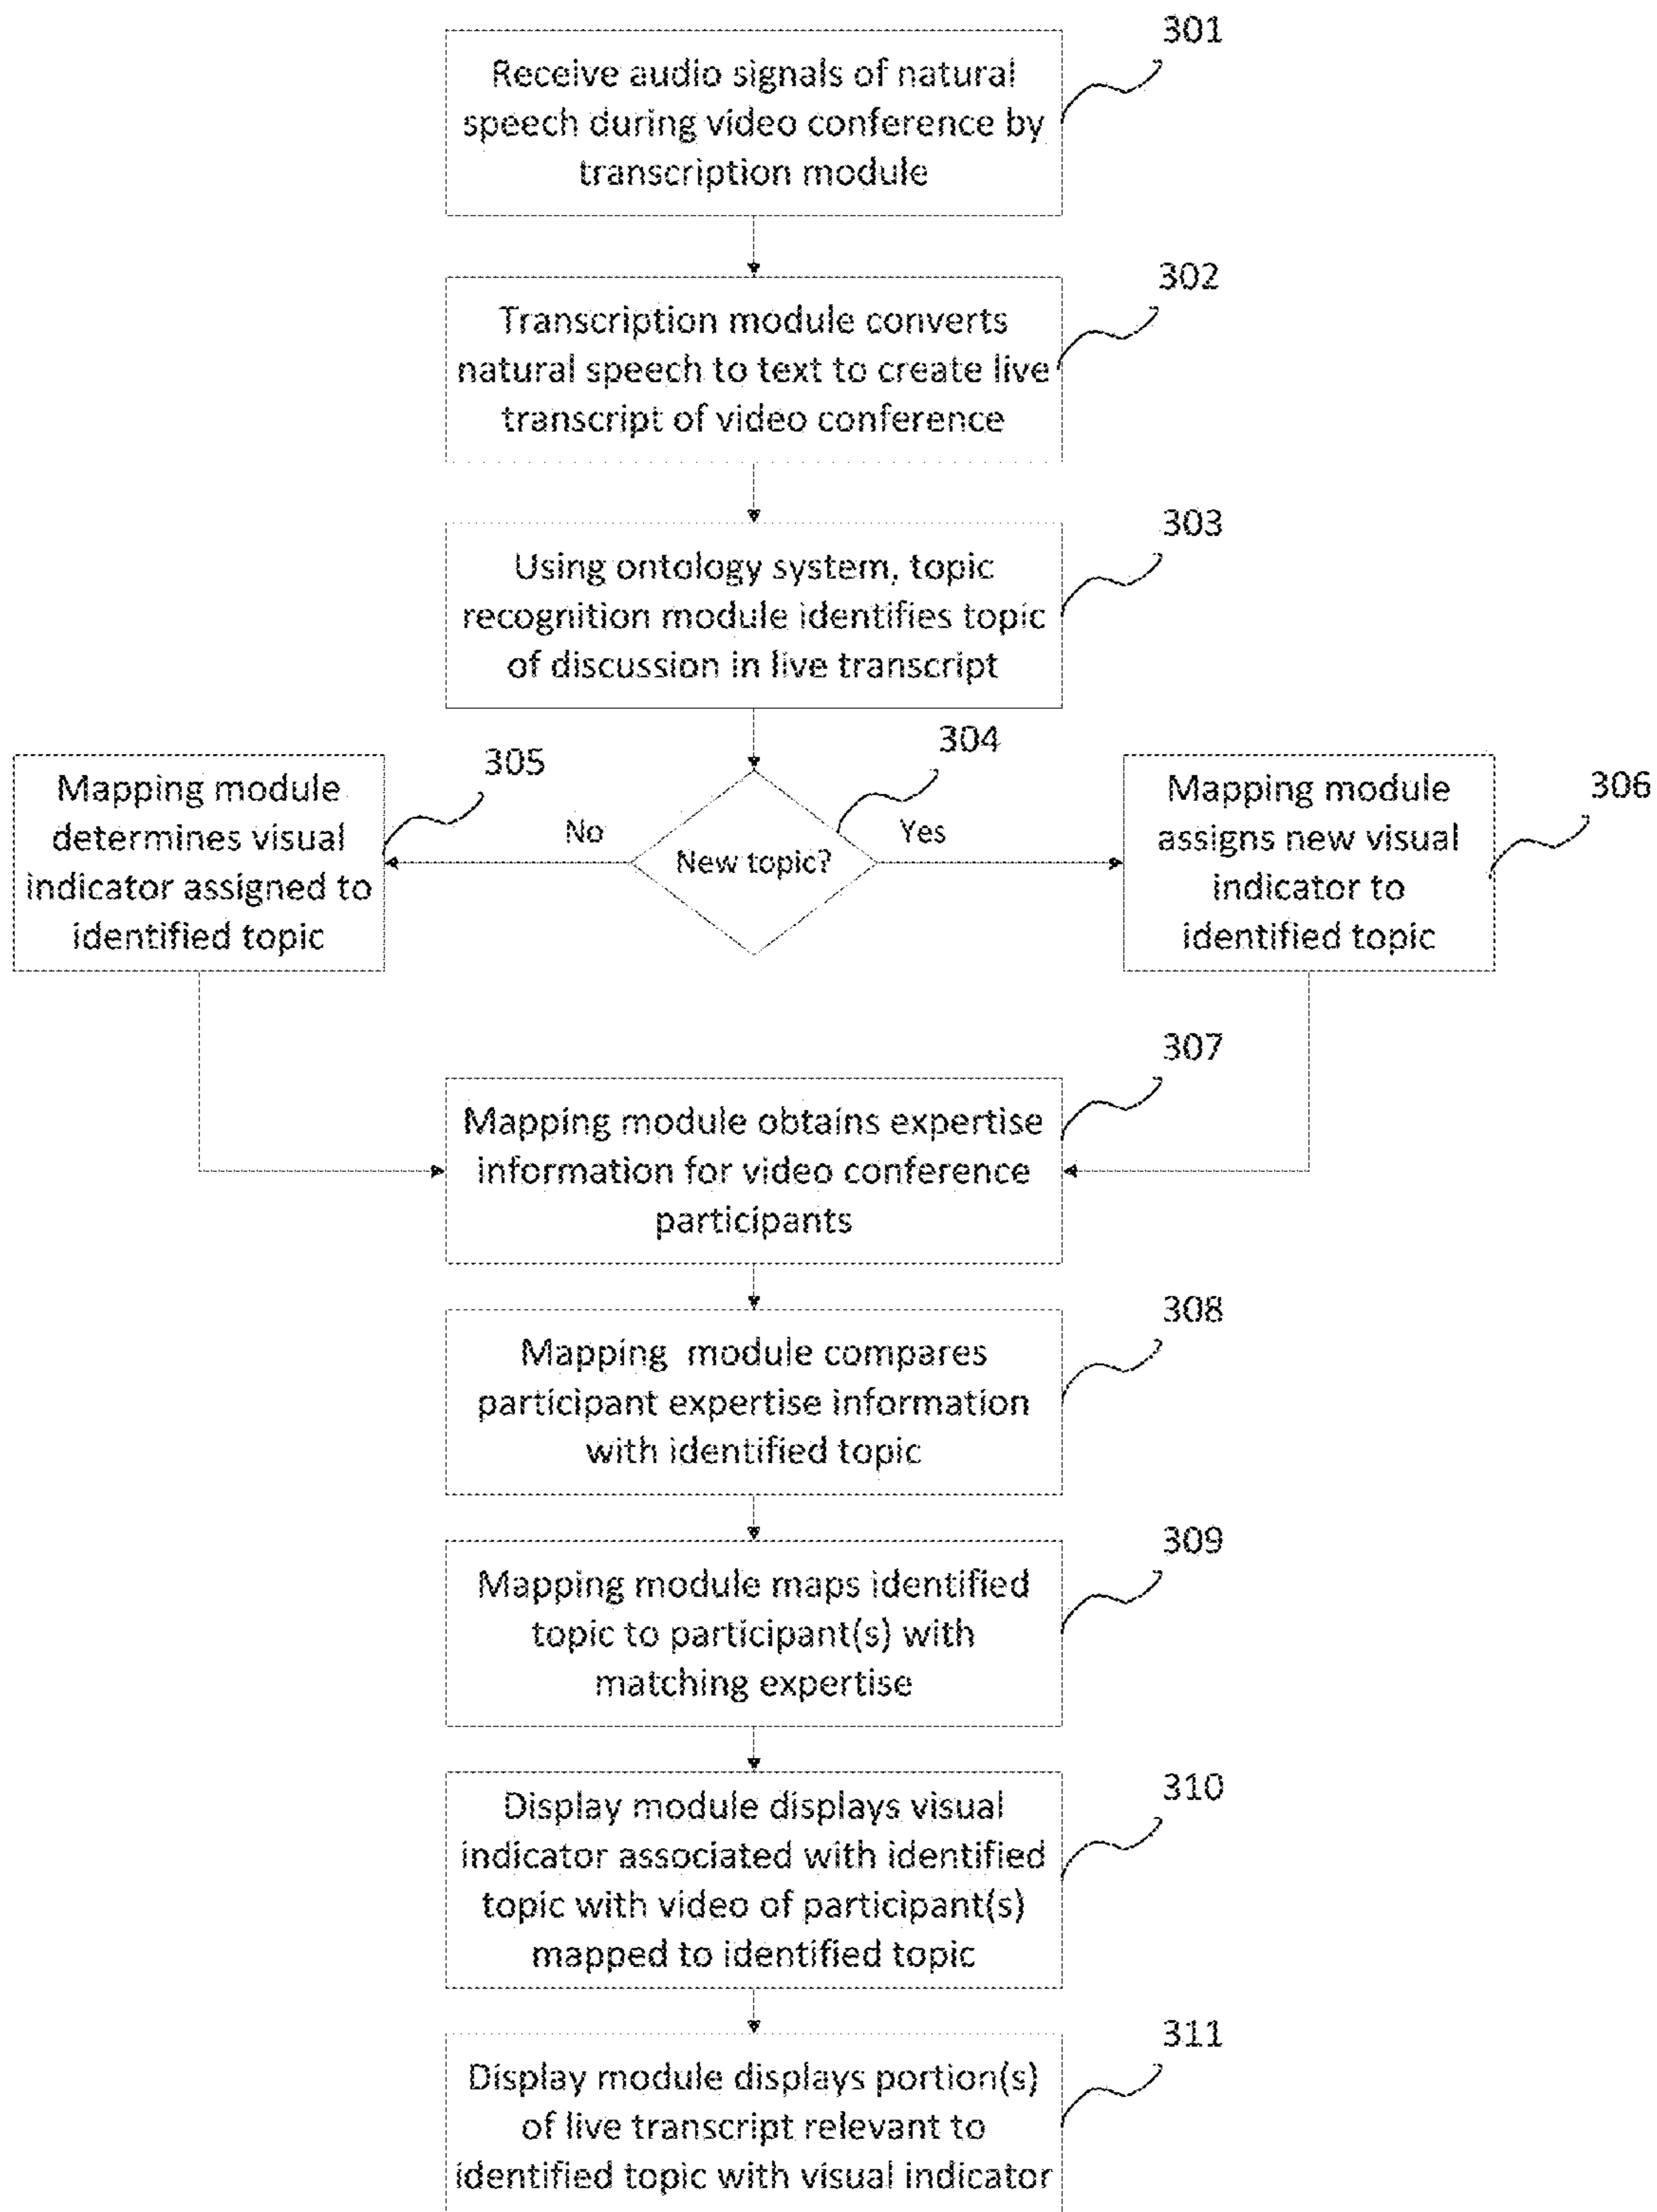 301
Receive audio signals of natural
speech during video conference by
transcription module
302
Transcription module converts
natural speech to text to create live
transcript of video conference
303
Using ontology system, topic
recognition module identifies topic
of discussion in live transcript
304
New topic?
No
Yes
305
Mapping module
determines visual
indicator assigned to
identified topic
306
Mapping module
assigns new visual
indicator to
identified topic
307
Mapping module obtains expertise
information for video conference
participants
308
Mapping module compares
participant expertise information
with identified topic
309
Mapping module maps identified
topic to participant(s) with
matching expertise
310
Display module displays visual
indicator associated with identified
topic with video of participant(s)
mapped to identified topic
311
Display module displays portion(s)
of live transcript relevant to
identified topic with visual indicator